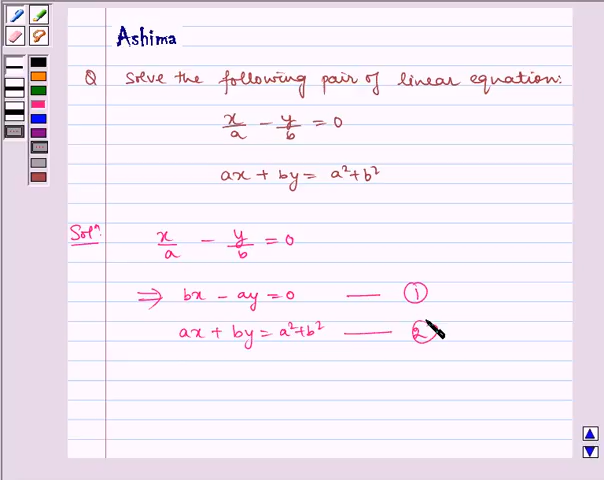 Ashima
Q Solve the following pair of linear equation:
x/a - y/b = 0
ax + by = a²+b²
Solⁿ: x/a - y/b = 0
⇒ bx - ay = 0 — ①
ax + by = a²+b² — ②